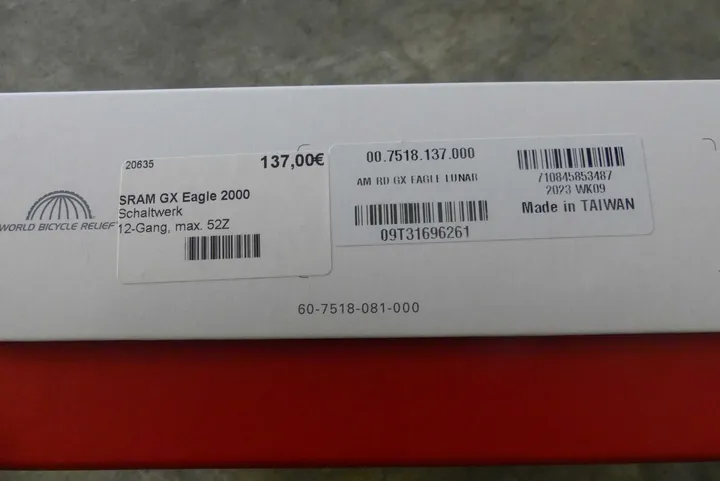 20635
137,00€
SRAM GX Eagle 2000
Schaltwerk
12-Gang, max. 52Z
WORLD BICYCLE RELIEF
00.7518.137.000
AM RD GX EAGLE LUNAR
09T31696261
710845853487
2023 WK09
Made in TAIWAN
60-7518-081-000